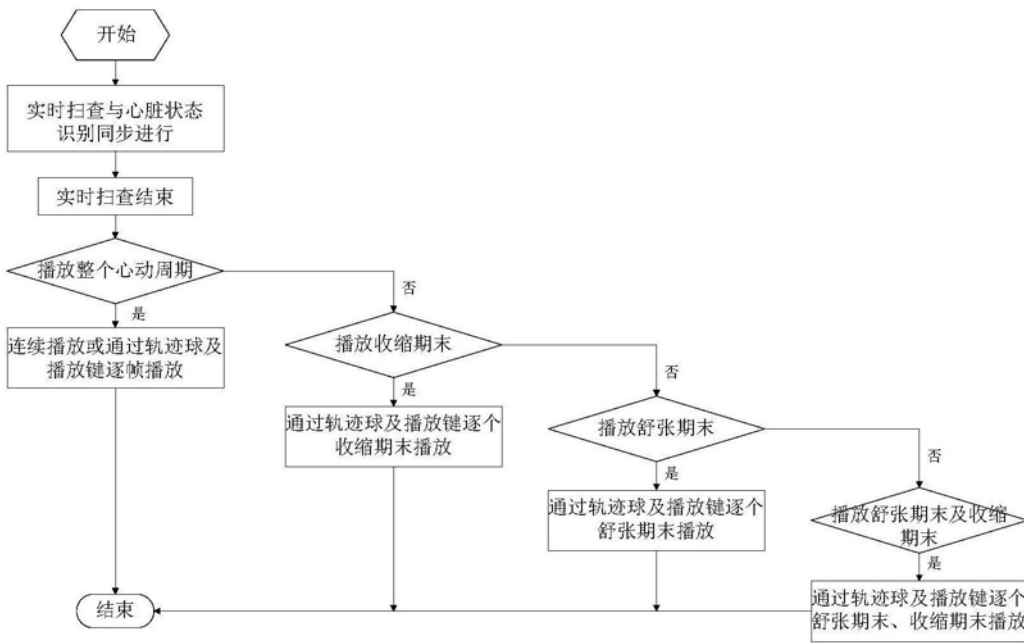 开始
实时扫查与心脏状态
识别同步进行
实时扫查结束
播放整个心动周期
否
是
连续播放或通过轨迹球及
播放键逐帧播放
播放收缩期末
否
是
通过轨迹球及播放键逐个
收缩期末播放
播放舒张期末
否
是
通过轨迹球及播放键逐个
舒张期末播放
播放舒张期末及收缩
期末
是
通过轨迹球及播放键逐个
舒张期末、收缩期末播放
结束